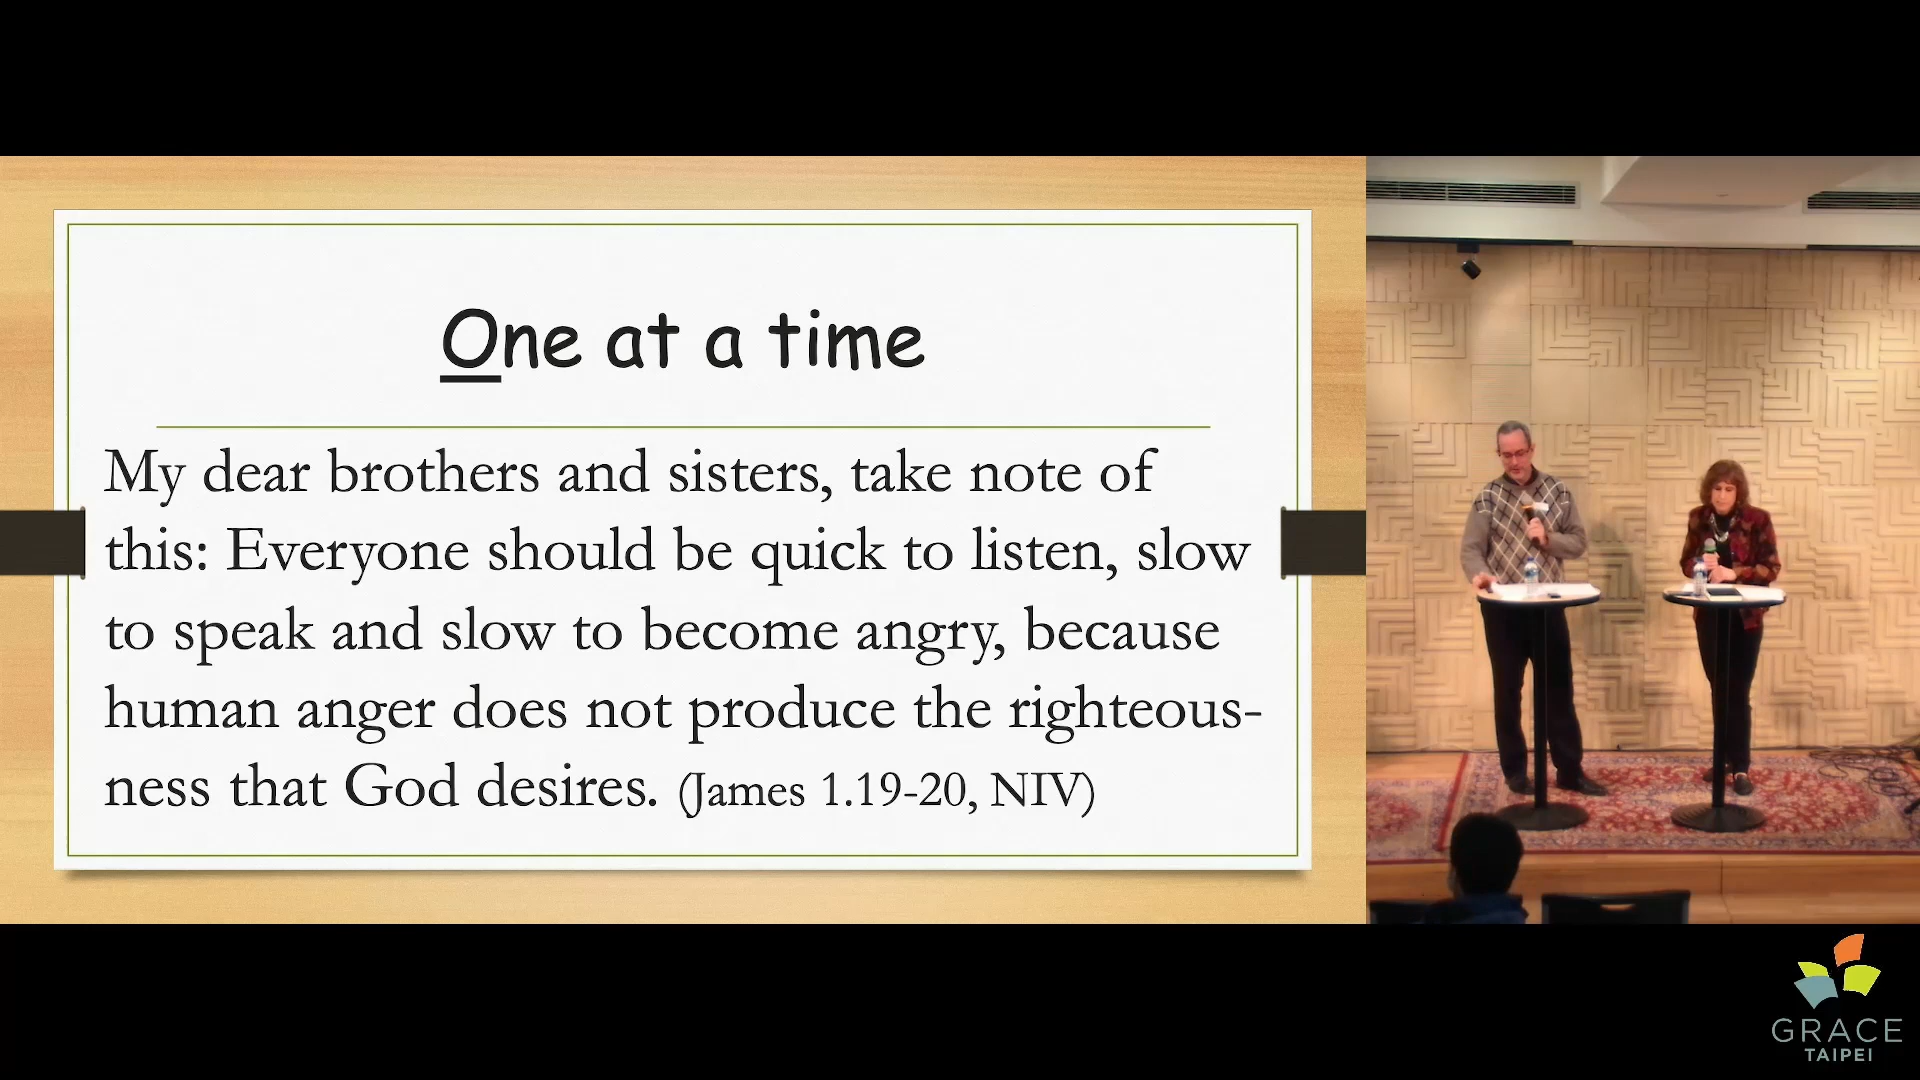 One at a time
My dear brothers and sisters, take note of
this: Everyone should be quick to listen, slow
to speak and slow to become angry, because
human anger does not produce the righteous-
ness that God desires. (James 1.19-20, NIV)
GRACE
TAIPEI